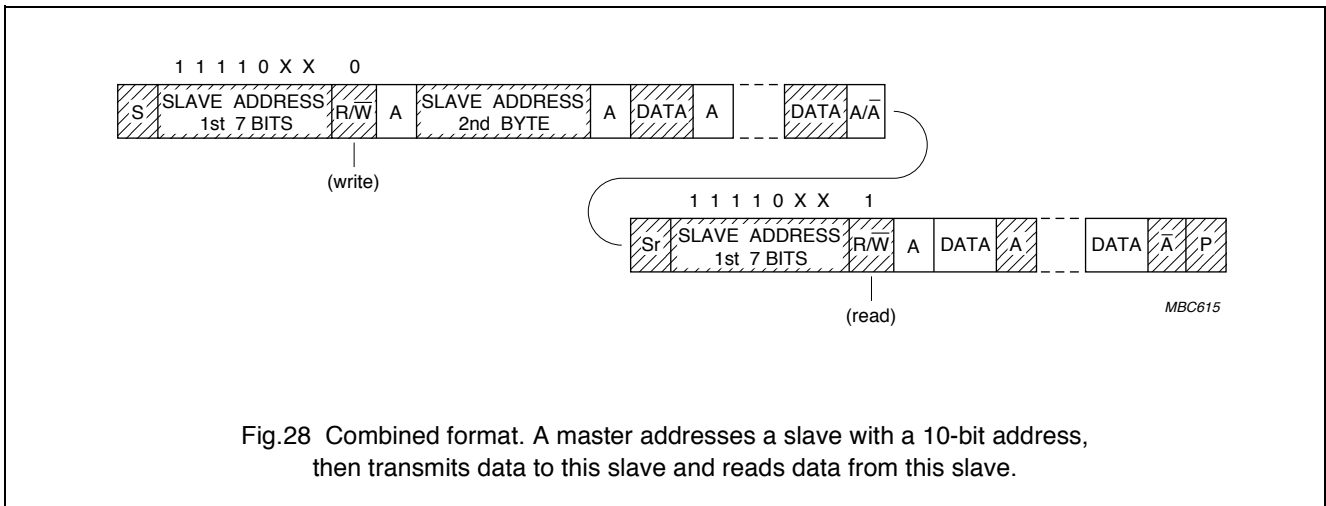 1 1 1 1 0 X X 0
S SLAVE ADDRESS R/W̅ A SLAVE ADDRESS A DATA A DATA A/A̅
1st 7 BITS 2nd BYTE
(write)
1 1 1 1 0 X X 1
Sr SLAVE ADDRESS R/W̅ A DATA A DATA A̅ P
1st 7 BITS
(read)
MBC615
Fig.28 Combined format. A master addresses a slave with a 10-bit address,
then transmits data to this slave and reads data from this slave.